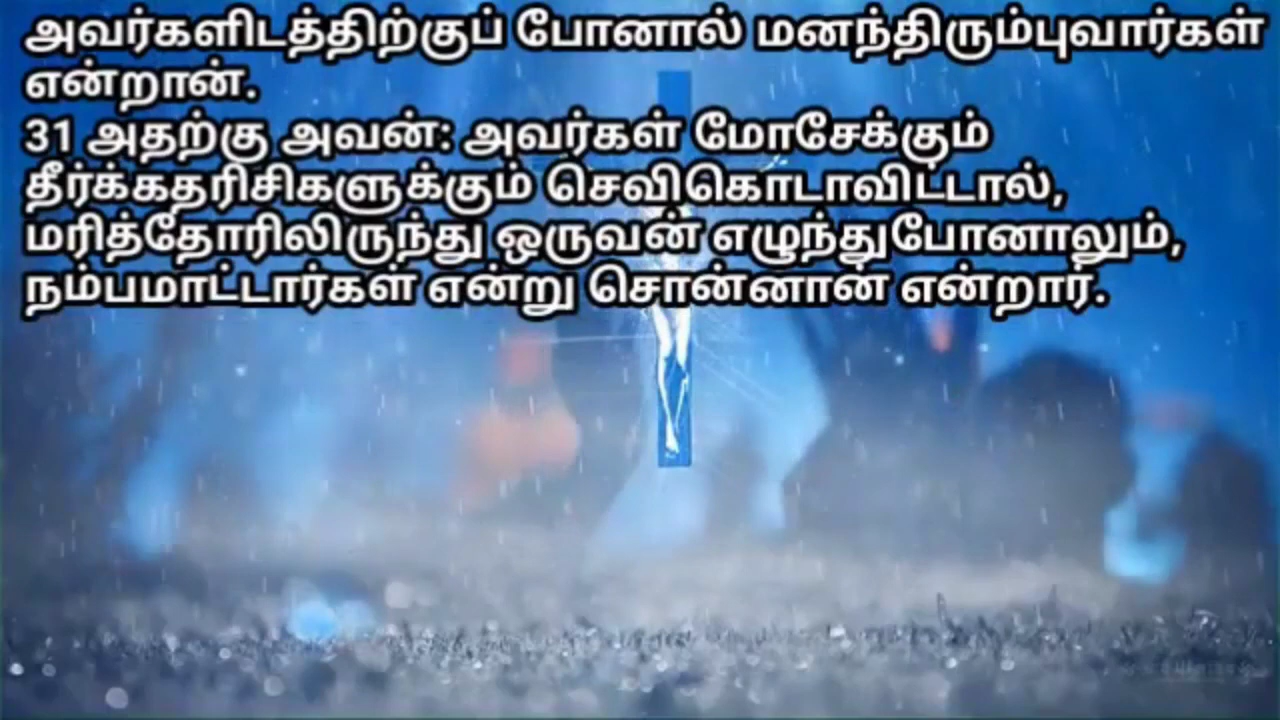 அவர்களிடத்திற்குப் போனால் மனந்திரும்புவார்கள்
என்றான்.
31 அதற்கு அவன்: அவர்கள் மோசேக்கும்
தீர்க்கதரிசிகளுக்கும் செவிகொடாவிட்டால்,
மரித்தோரிலிருந்து ஒருவன் எழுந்துபோனாலும்,
நம்பமாட்டார்கள் என்று சொன்னான் என்றார்.